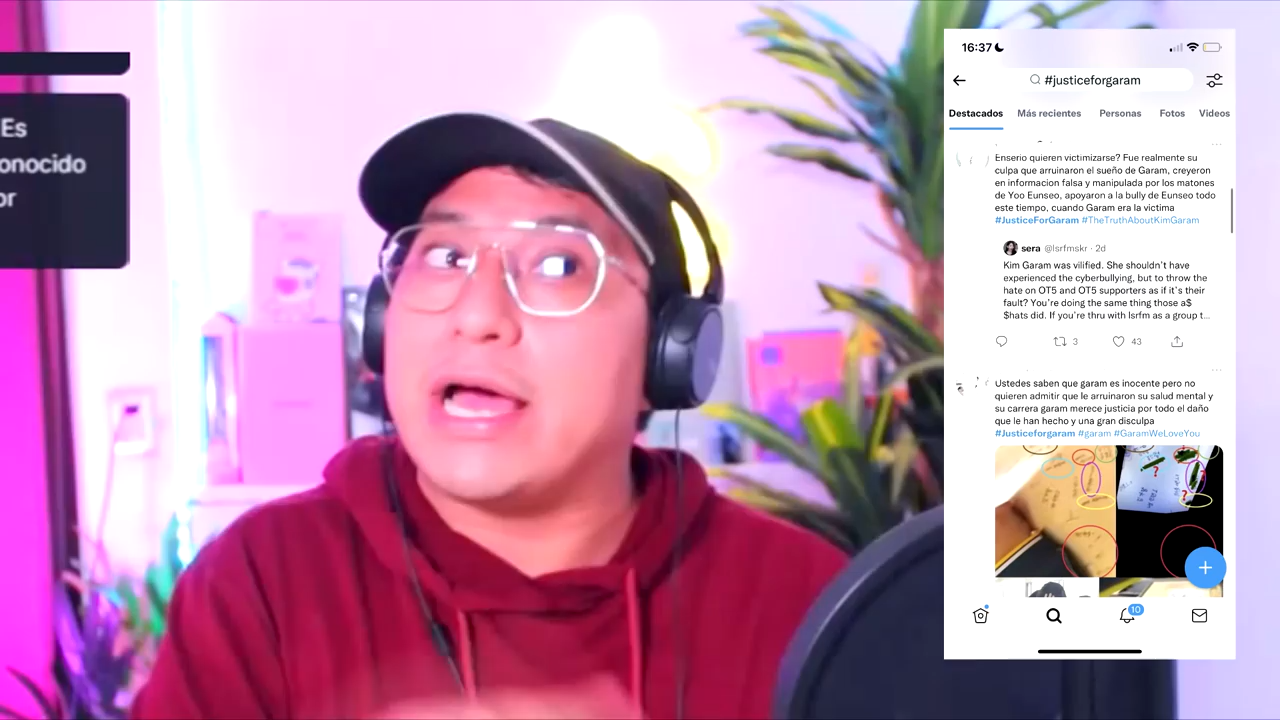 Es
onocido
or
16:37
#justiceforgaram
Destacados Más recientes Personas Fotos Videos
Enserio quieren victimizarse? Fue realmente su
culpa que arruinaron el sueño de Garam, creyeron
en informacion falsa y manipulada por los matones
de Yoo Eunseo, apoyaron a la bully de Eunseo todo
este tiempo, cuando Garam era la victima
#JusticeForGaram #TheTruthAboutKimGaram
sera @lsrfmskr · 2d
Kim Garam was vilified. She shouldn't have
experienced the cyberbullying, but to throw the
hate on OT5 and OT5 supporters as if it's their
fault? You're doing the same thing those a$
$hats did. If you're thru with lsrfm as a group t...
3 43
Ustedes saben que garam es inocente pero no
quieren admitir que le arruinaron su salud mental y
su carrera garam merece justicia por todo el daño
que le han hecho y una gran disculpa
#Justiceforgaram #garam #GaramWeLoveYou
10